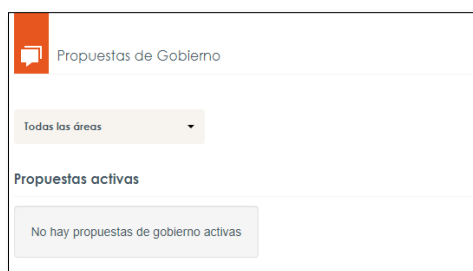 Propuestas de Gobierno
Todas las áreas
Propuestas activas
No hay propuestas de gobierno activas